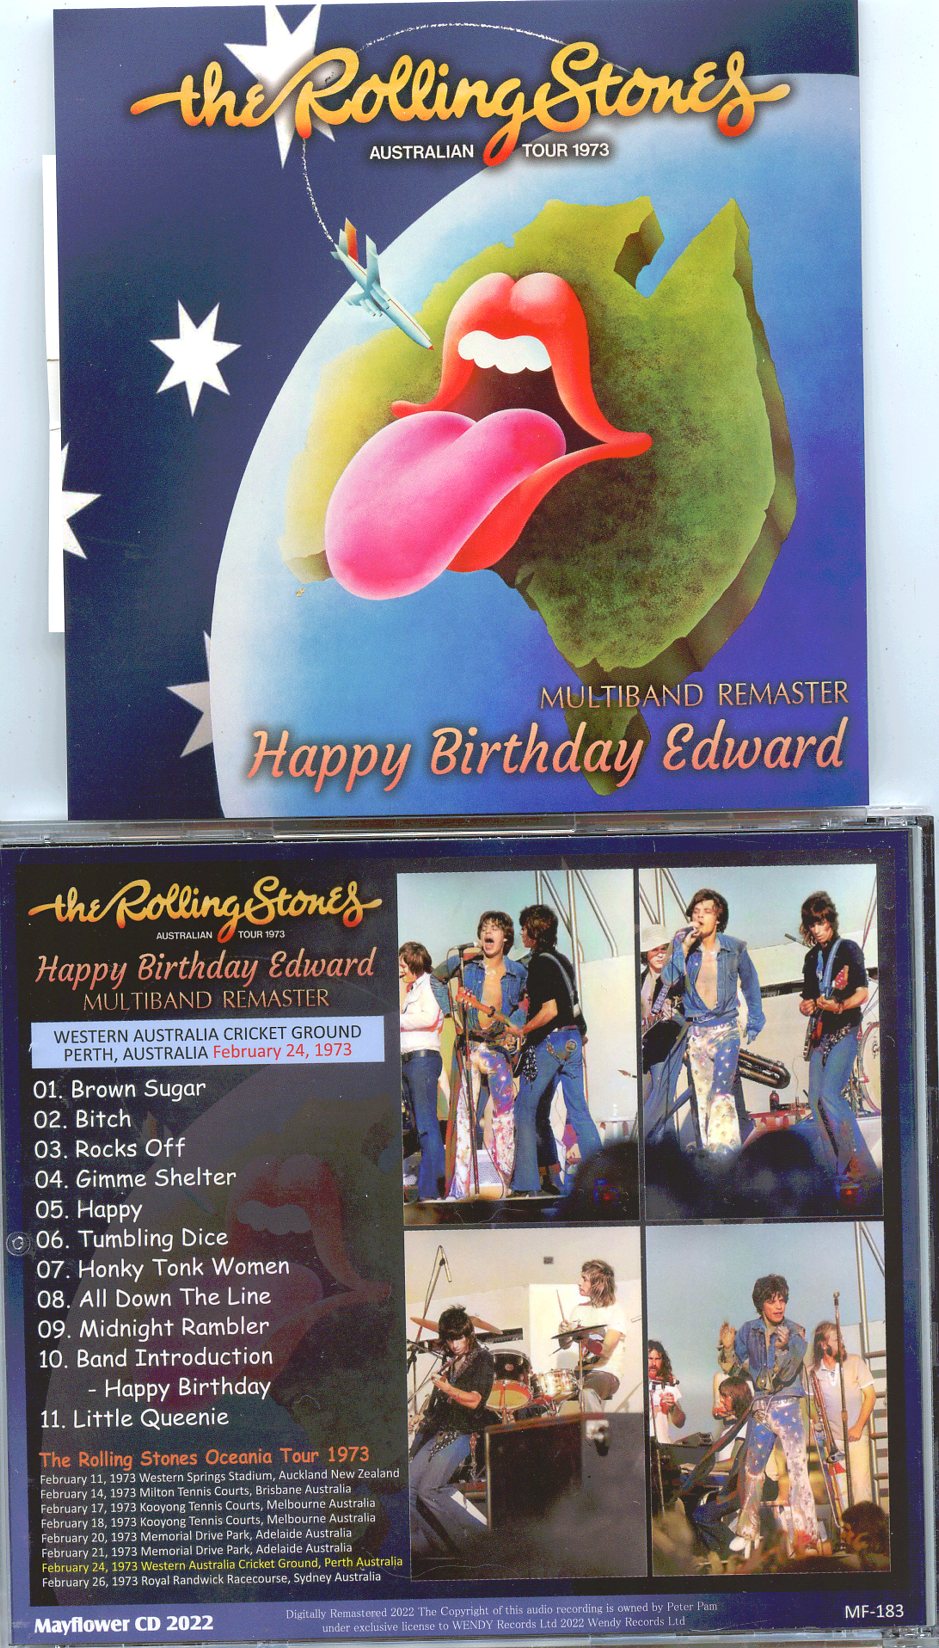 the Rolling Stones
AUSTRALIAN TOUR 1973
MULTIBAND REMASTER
Happy Birthday Edward
the Rolling Stones
AUSTRALIAN TOUR 1973
Happy Birthday Edward
MULTIBAND REMASTER
WESTERN AUSTRALIA CRICKET GROUND
PERTH, AUSTRALIA February 24, 1973
01. Brown Sugar
02. Bitch
03. Rocks Off
04. Gimme Shelter
05. Happy
06. Tumbling Dice
07. Honky Tonk Women
08. All Down The Line
09. Midnight Rambler
10. Band Introduction
- Happy Birthday
11. Little Queenie
The Rolling Stones Oceania Tour 1973
February 11, 1973 Western Springs Stadium, Auckland New Zealand
February 14, 1973 Milton Tennis Courts, Brisbane Australia
February 17, 1973 Kooyong Tennis Courts, Melbourne Australia
February 18, 1973 Kooyong Tennis Courts, Melbourne Australia
February 20, 1973 Memorial Drive Park, Adelaide Australia
February 21, 1973 Memorial Drive Park, Adelaide Australia
February 24, 1973 Western Australia Cricket Ground, Perth Australia
February 26, 1973 Royal Randwick Racecourse, Sydney Australia
Mayflower CD 2022
Digitally Remastered 2022 The Copyright of this audio recording is owned by Peter Pam
under exclusive license to WENDY Records Ltd 2022 Wendy Records Ltd
MF-183